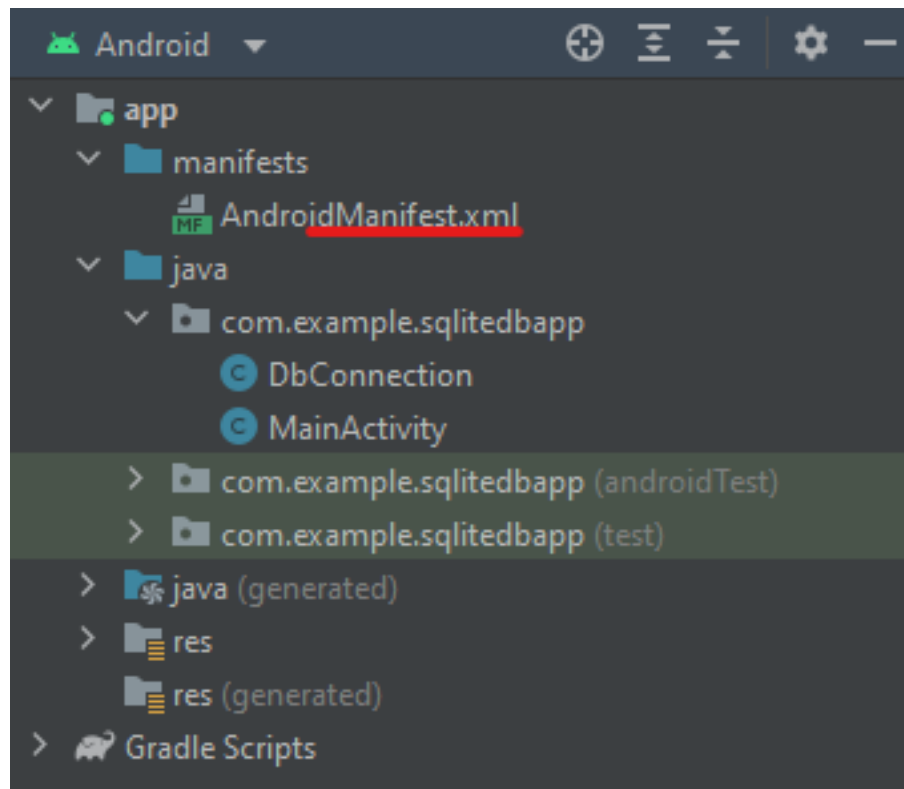 Android
app
manifests
MF AndroidManifest.xml
java
com.example.sqlitedbapp
C DbConnection
C MainActivity
com.example.sqlitedbapp (androidTest)
com.example.sqlitedbapp (test)
java (generated)
res
res (generated)
Gradle Scripts